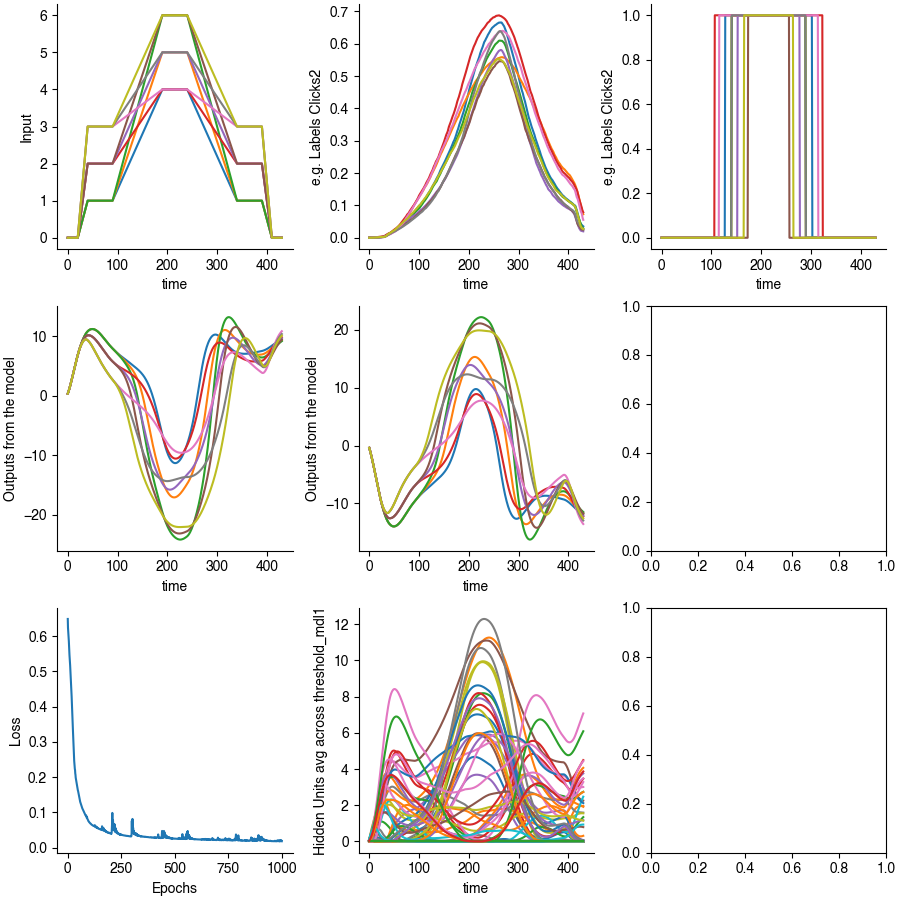 6
5
4
3
2
1
0
Input
0 100 200 300 400
time
0.7
0.6
0.5
0.4
0.3
0.2
0.1
0.0
e.g. Labels Clicks2
0 100 200 300 400
time
1.0
0.8
0.6
0.4
0.2
0.0
e.g. Labels Clicks2
0 100 200 300 400
time
10
0
−10
−20
Outputs from the model
0 100 200 300 400
time
20
10
0
−10
Outputs from the model
0 100 200 300 400
time
1.0
0.8
0.6
0.4
0.2
0.0
0.0 0.2 0.4 0.6 0.8 1.0
0.6
0.5
0.4
0.3
0.2
0.1
0.0
Loss
0 250 500 750 1000
Epochs
12
10
8
6
4
2
0
Hidden Units avg across threshold_mdl1
0 100 200 300 400
time
1.0
0.8
0.6
0.4
0.2
0.0
0.0 0.2 0.4 0.6 0.8 1.0